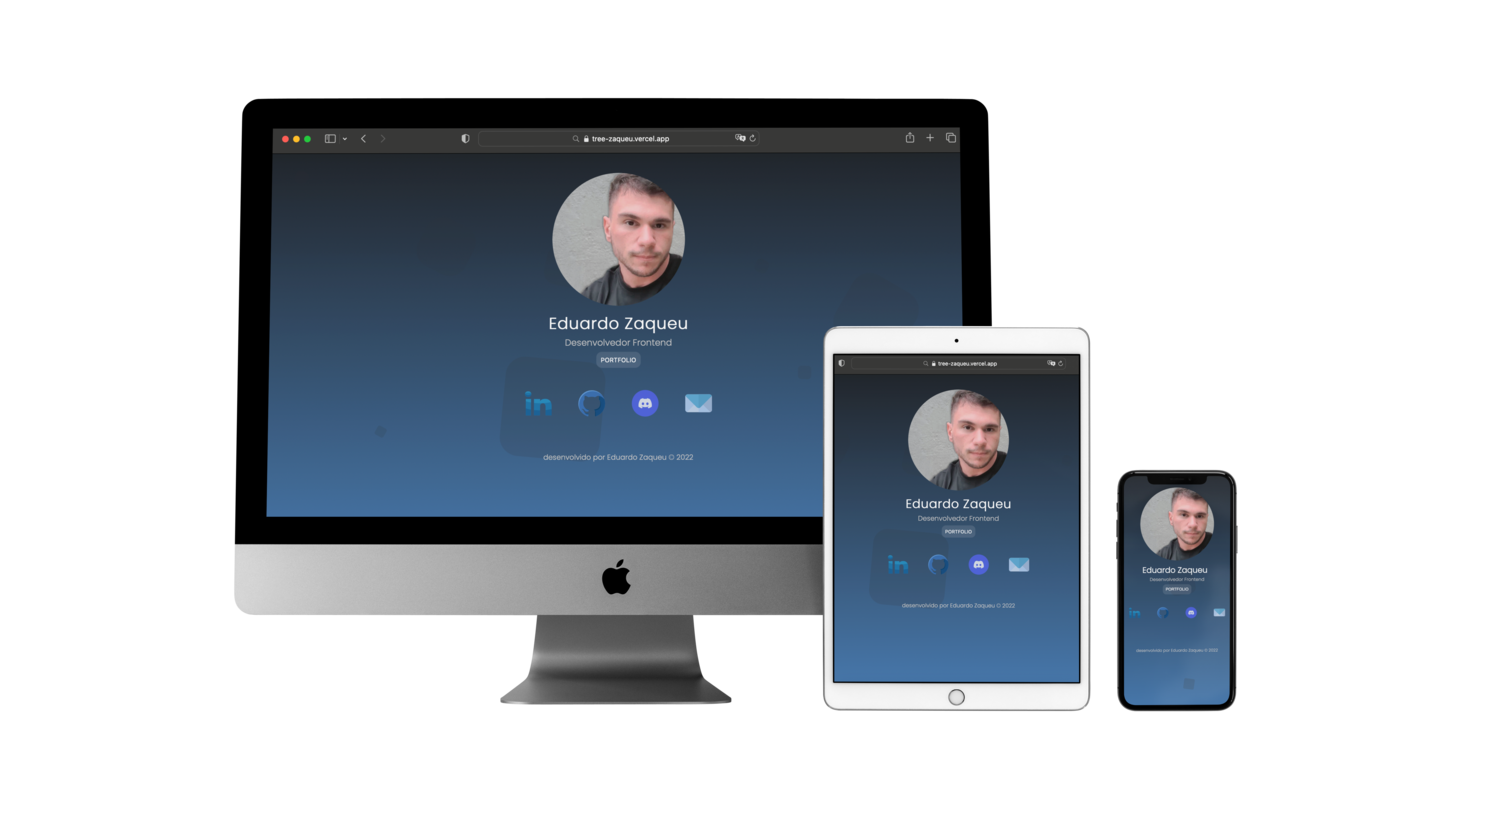 tree-zaqueu.vercel.app
Eduardo Zaqueu
Desenvolvedor Frontend
PORTFOLIO
in
desenvolvido por Eduardo Zaqueu © 2022
tree-zaqueu.vercel.app
Eduardo Zaqueu
Desenvolvedor Frontend
PORTFOLIO
in
desenvolvido por Eduardo Zaqueu © 2022
Eduardo Zaqueu
Desenvolvedor Frontend
PORTFOLIO
in
desenvolvido por Eduardo Zaqueu © 2022